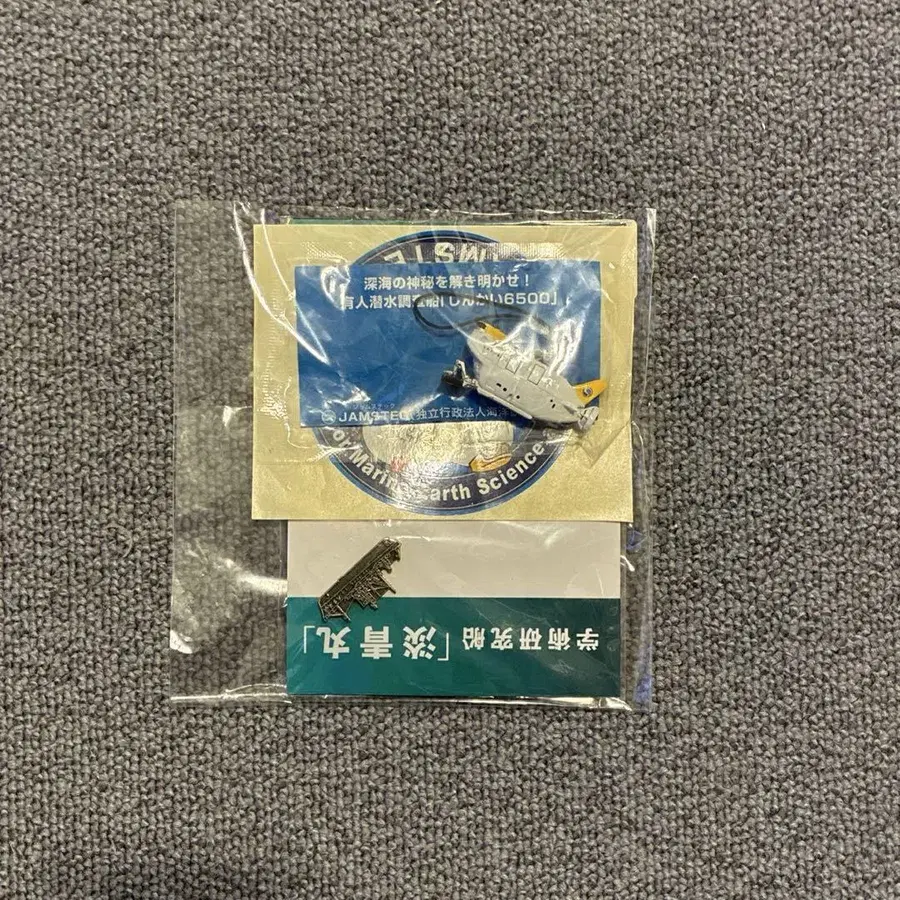 JAMSTE
深海の神秘を解き明かせ！
有人潜水調査船「しんかい6500」
JAMSTEC 独立行政法人海洋
for Marine Earth Science
学術研究船「淡青丸」